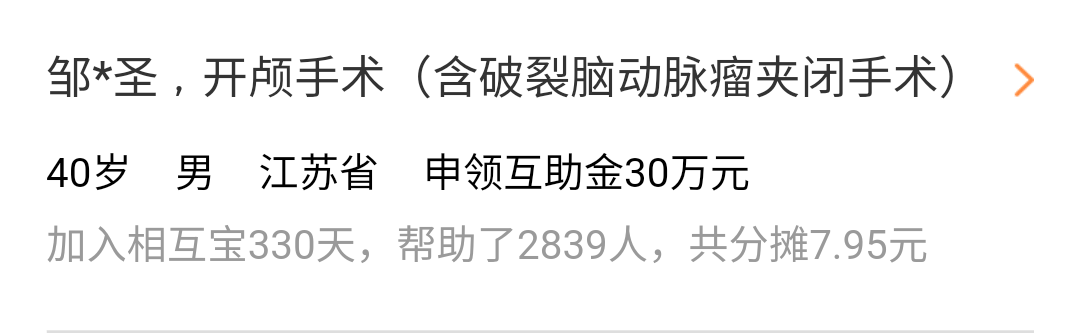 邹*圣，开颅手术（含破裂脑动脉瘤夹闭手术）
40岁 男 江苏省 申领互助金30万元
加入相互宝330天，帮助了2839人，共分摊7.95元